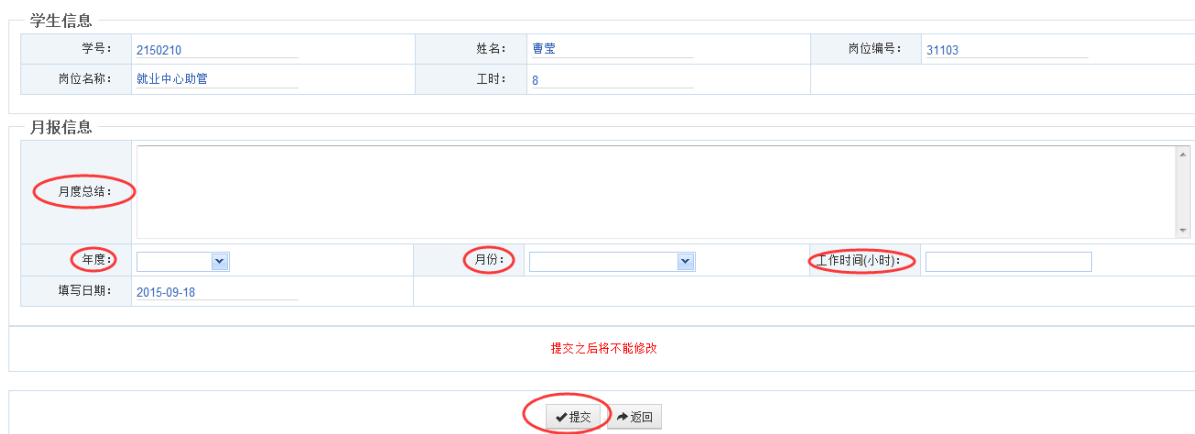 学生信息
学号： 2150210 姓名： 曹莹 岗位编号： 31103
岗位名称： 就业中心助管 工时： 8
月报信息
月度总结：
年度： 月份： 工作时间(小时)：
填写日期： 2015-09-18
提交之后将不能修改
提交 返回